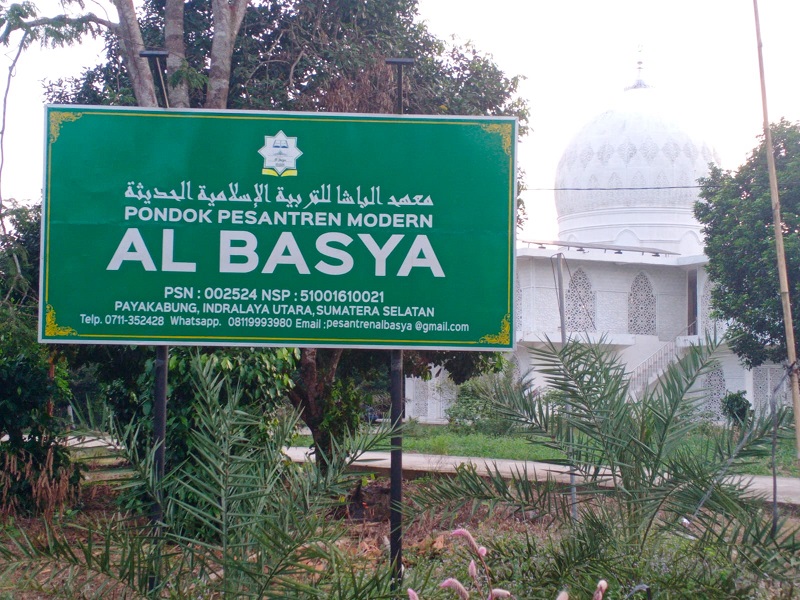 معهد الباشا للتربية الإسلامية الحديثة
PONDOK PESANTREN MODERN
AL BASYA
PSN : 002524 NSP : 51001610021
PAYAKABUNG, INDRALAYA UTARA, SUMATERA SELATAN
Telp. 0711-352428 Whatsapp. 08119993980 Email ; pesantrenalbasya @gmail.com